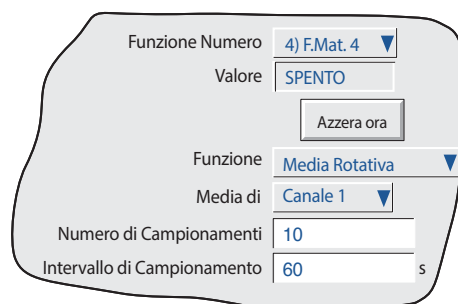 Funzione Numero 4) F.Mat. 4
Valore SPENTO
Azzera ora
Funzione Media Rotativa
Media di Canale 1
Numero di Campionamenti 10
Intervallo di Campionamento 60 s